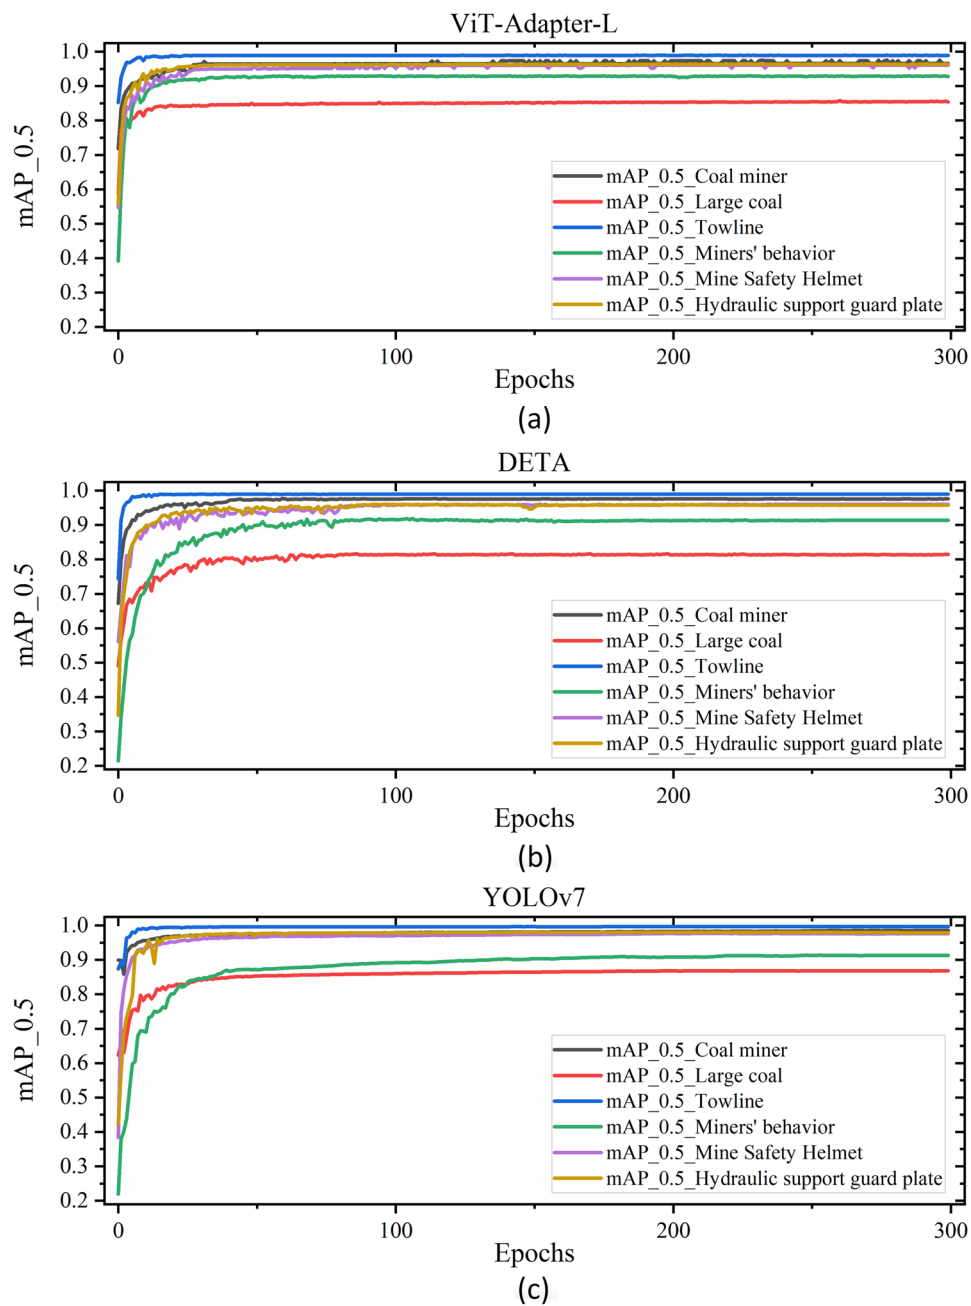 ViT-Adapter-L
1.0
0.9
0.8
0.7
0.6
0.5
0.4
0.3
0.2
mAP_0.5
mAP_0.5_Coal miner
mAP_0.5_Large coal
mAP_0.5_Towline
mAP_0.5_Miners' behavior
mAP_0.5_Mine Safety Helmet
mAP_0.5_Hydraulic support guard plate
0 100 200 300
Epochs
(a)
DETA
1.0
0.9
0.8
0.7
0.6
0.5
0.4
0.3
0.2
mAP_0.5
mAP_0.5_Coal miner
mAP_0.5_Large coal
mAP_0.5_Towline
mAP_0.5_Miners' behavior
mAP_0.5_Mine Safety Helmet
mAP_0.5_Hydraulic support guard plate
0 100 200 300
Epochs
(b)
YOLOv7
1.0
0.9
0.8
0.7
0.6
0.5
0.4
0.3
0.2
mAP_0.5
mAP_0.5_Coal miner
mAP_0.5_Large coal
mAP_0.5_Towline
mAP_0.5_Miners' behavior
mAP_0.5_Mine Safety Helmet
mAP_0.5_Hydraulic support guard plate
0 100 200 300
Epochs
(c)